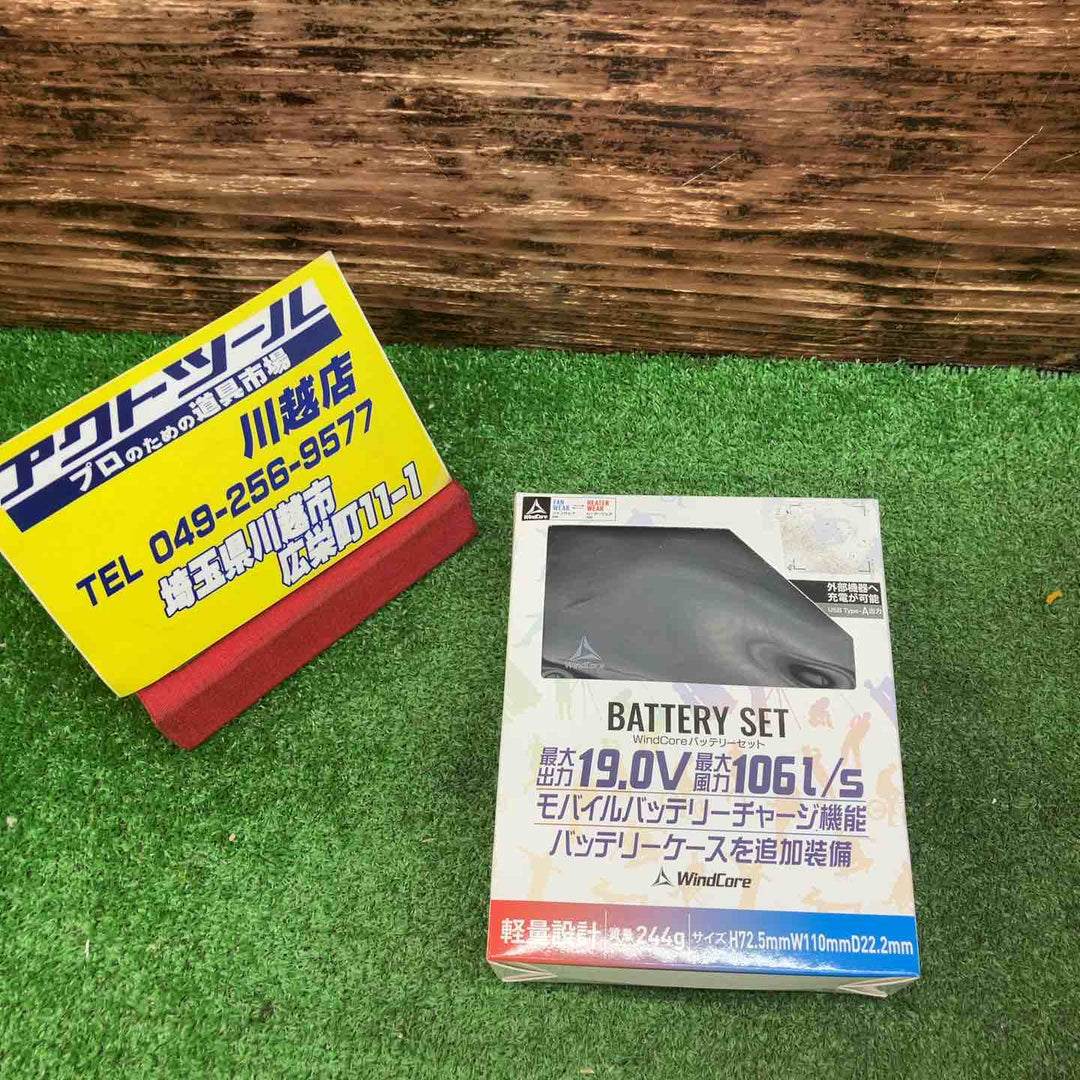 アクトツール
プロのための道具市場
川越店
TEL 049-256-9577
埼玉県川越市
広栄町11-1
WindCore
FAN WEAR
HEATER WEAR
外部機器へ
充電が可能
USB Type-A出力
WindCore
BATTERY SET
WindCoreバッテリーセット
最大出力19.0V 最大風力106l/s
モバイルバッテリーチャージ機能
バッテリーケースを追加装備
WindCore
軽量設計 質量244g サイズH72.5mmW110mmD22.2mm